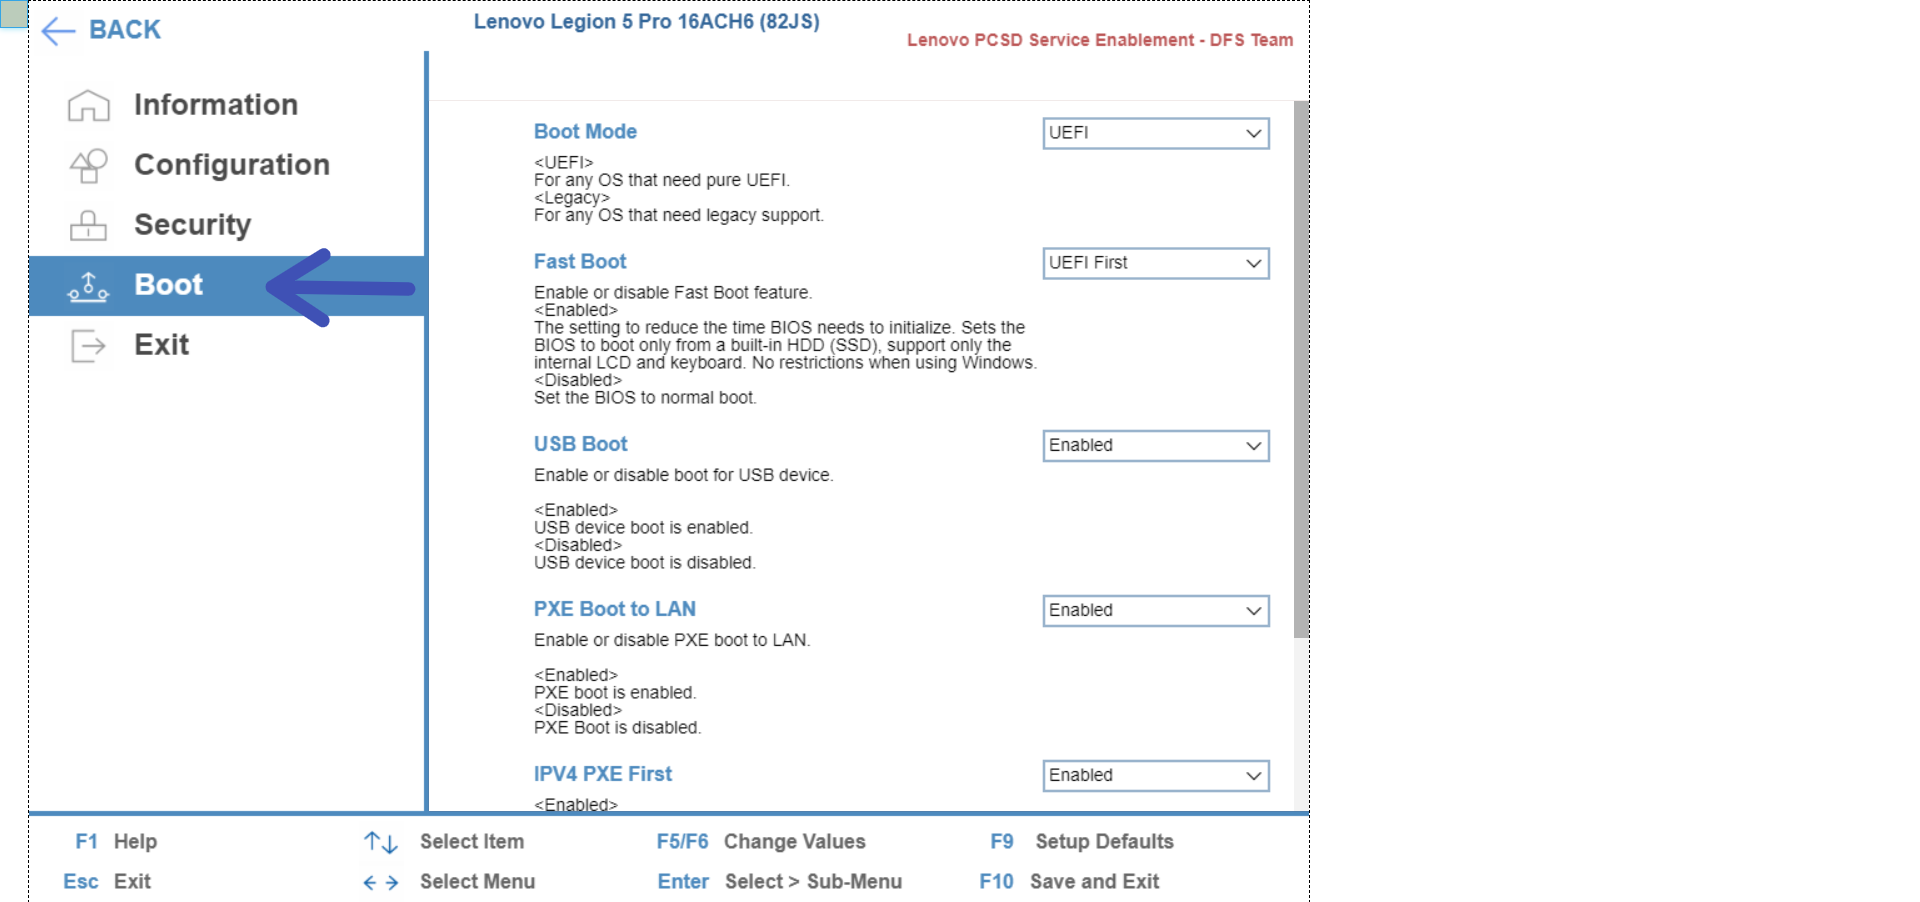 BACK
Lenovo Legion 5 Pro 16ACH6 (82JS)
Lenovo PCSD Service Enablement - DFS Team
Information
Configuration
Security
Boot
Exit
Boot Mode
UEFI
<UEFI>
For any OS that need pure UEFI.
<Legacy>
For any OS that need legacy support.
Fast Boot
UEFI First
Enable or disable Fast Boot feature.
<Enabled>
The setting to reduce the time BIOS needs to initialize. Sets the
BIOS to boot only from a built-in HDD (SSD), support only the
internal LCD and keyboard. No restrictions when using Windows.
<Disabled>
Set the BIOS to normal boot.
USB Boot
Enabled
Enable or disable boot for USB device.
<Enabled>
USB device boot is enabled.
<Disabled>
USB device boot is disabled.
PXE Boot to LAN
Enabled
Enable or disable PXE boot to LAN.
<Enabled>
PXE boot is enabled.
<Disabled>
PXE Boot is disabled.
IPV4 PXE First
Enabled
<Enabled>
F1 Help
Select Item
F5/F6 Change Values
F9 Setup Defaults
Esc Exit
Select Menu
Enter Select > Sub-Menu
F10 Save and Exit